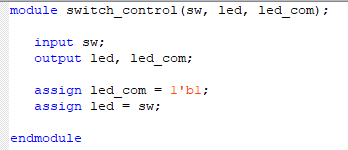 module switch_control(sw, led, led_com);
input sw;
output led, led_com;
assign led_com = 1'b1;
assign led = sw;
endmodule